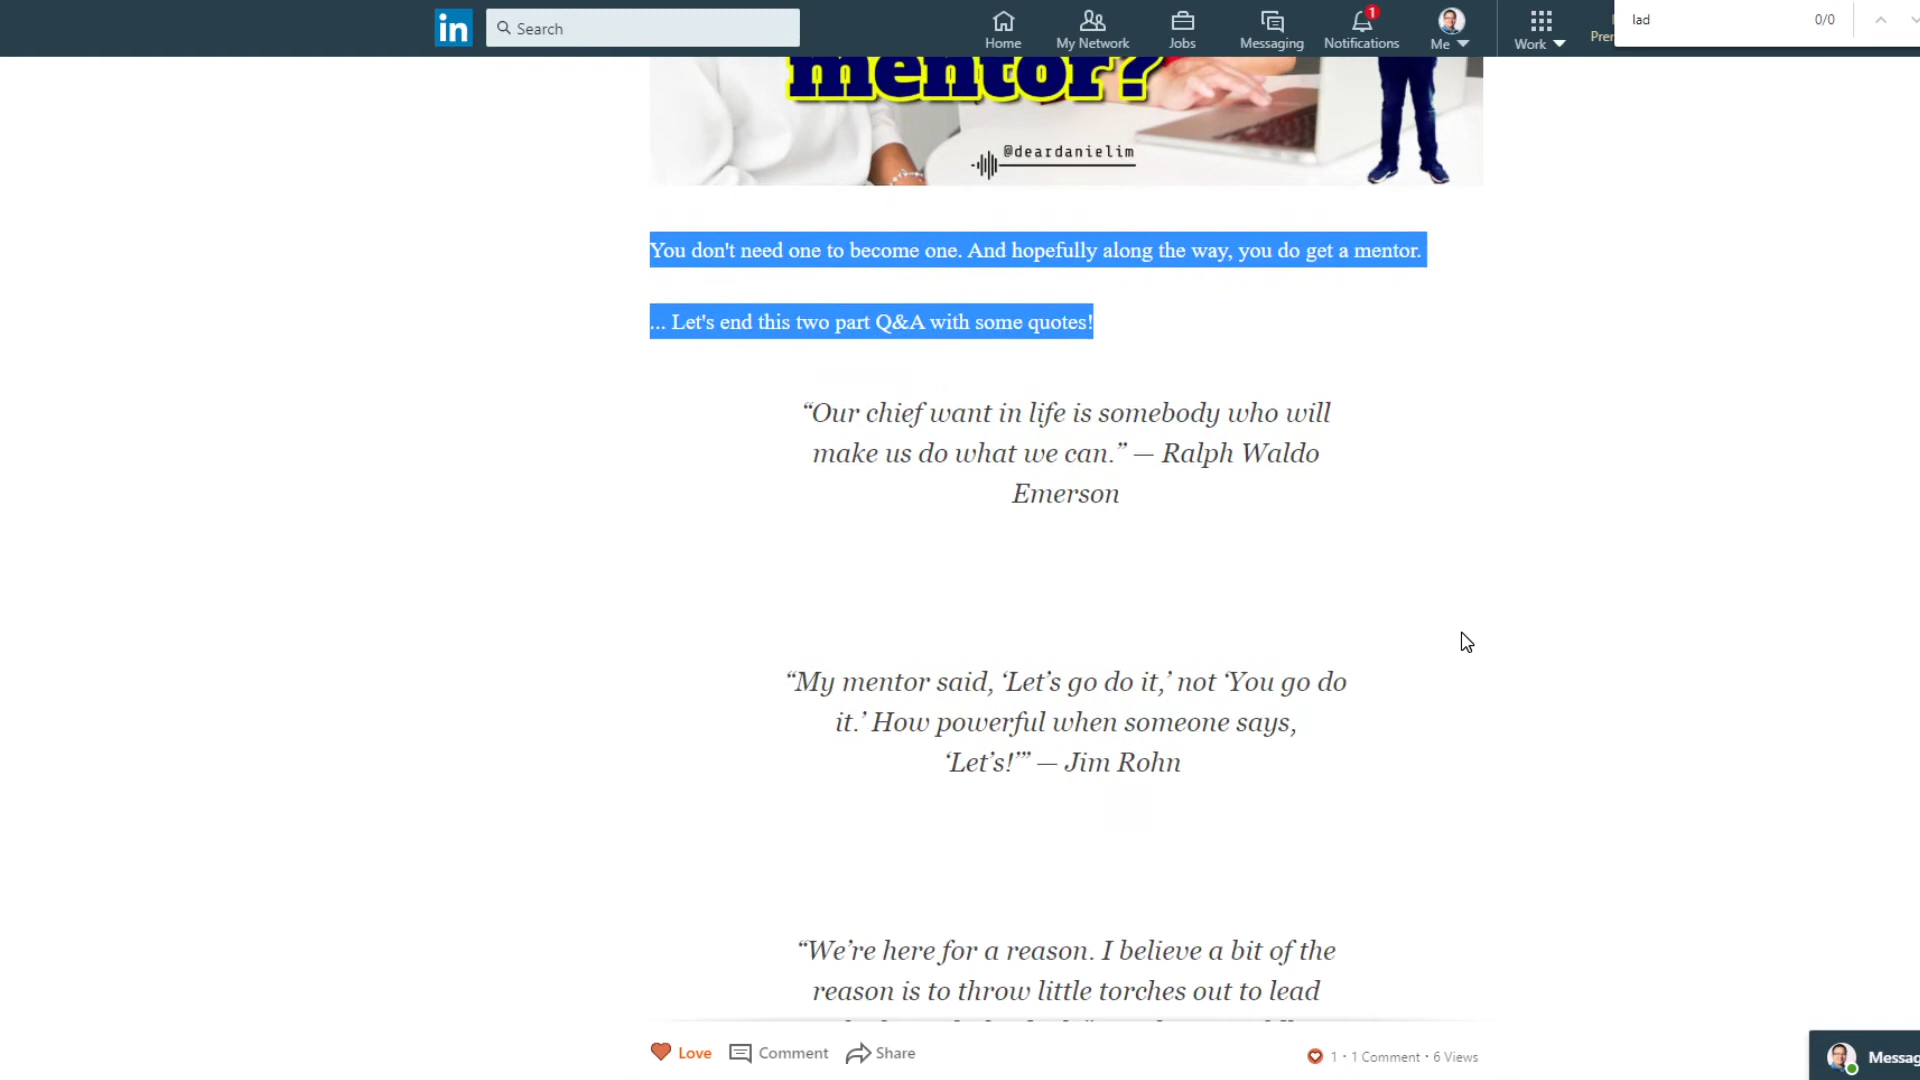 in
Search
Home
My Network
Jobs
Messaging
1
Notifications
Me
Work
lad
0/0
mentor?
@deardanielim
You don't need one to become one. And hopefully along the way, you do get a mentor.
... Let's end this two part Q&A with some quotes!
“Our chief want in life is somebody who will
make us do what we can.” — Ralph Waldo
Emerson
“My mentor said, ‘Let’s go do it,’ not ‘You go do
it.’ How powerful when someone says,
‘Let’s!’” — Jim Rohn
“We’re here for a reason. I believe a bit of the
reason is to throw little torches out to lead
Love
Comment
Share
1 · 1 Comment · 6 Views